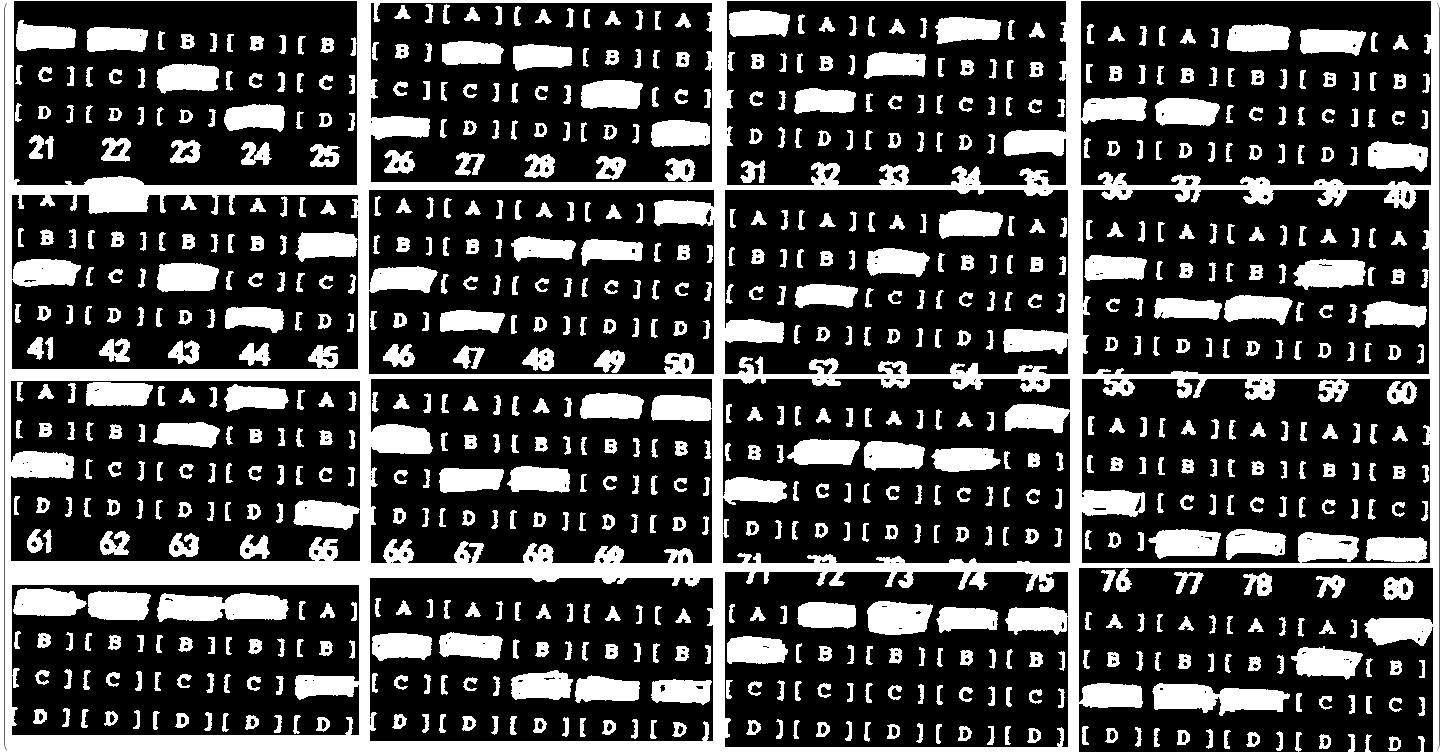 [ B ] [ B ] [ B ]
[ C ] [ C ] [ C ] [ C ]
[ D ] [ D ] [ D ] [ D ]
21 22 23 24 25
[ A ] [ A ] [ A ] [ A ] [ A ]
[ B ] [ B ] [ B ]
[ C ] [ C ] [ C ] [ C ]
[ D ] [ D ] [ D ]
26 27 28 29 30
[ A ] [ A ] [ A ]
[ B ] [ B ] [ B ] [ B ]
[ C ] [ C ] [ C ] [ C ]
[ D ] [ D ] [ D ] [ D ]
31 32 33 34 35
[ A ] [ A ] [ A ]
[ B ] [ B ] [ B ] [ B ] [ B ]
[ C ] [ C ] [ C ]
[ D ] [ D ] [ D ] [ D ]
36 37 38 39 40
[ A ] [ A ] [ A ] [ A ]
[ B ] [ B ] [ B ] [ B ]
[ C ] [ C ] [ C ]
[ D ] [ D ] [ D ] [ D ]
41 42 43 44 45
[ A ] [ A ] [ A ] [ A ]
[ B ] [ B ] [ B ]
[ C ] [ C ] [ C ] [ C ]
[ D ] [ D ] [ D ] [ D ]
46 47 48 49 50
[ A ] [ A ] [ A ] [ A ]
[ B ] [ B ] [ B ] [ B ]
[ C ] [ C ] [ C ] [ C ]
[ D ] [ D ] [ D ]
51 52 53 54 55
[ A ] [ A ] [ A ] [ A ] [ A ]
[ B ] [ B ] [ B ]
[ C ] [ C ]
[ D ] [ D ] [ D ] [ D ] [ D ]
56 57 58 59 60
[ A ] [ A ] [ A ]
[ B ] [ B ] [ B ] [ B ]
[ C ] [ C ] [ C ] [ C ]
[ D ] [ D ] [ D ] [ D ]
61 62 63 64 65
[ A ] [ A ] [ A ]
[ B ] [ B ] [ B ] [ B ]
[ C ] [ C ] [ C ]
[ D ] [ D ] [ D ] [ D ] [ D ]
66 67 68 69 70
[ A ] [ A ] [ A ] [ A ]
[ B ] [ B ]
[ C ] [ C ] [ C ] [ C ]
[ D ] [ D ] [ D ] [ D ] [ D ]
71 72 73 74 75
[ A ] [ A ] [ A ] [ A ] [ A ]
[ B ] [ B ] [ B ] [ B ] [ B ]
[ C ] [ C ] [ C ] [ C ]
[ D ]
76 77 78 79 80
[ A ]
[ B ] [ B ] [ B ] [ B ] [ B ]
[ C ] [ C ] [ C ] [ C ]
[ D ] [ D ] [ D ] [ D ] [ D ]
[ A ] [ A ] [ A ] [ A ] [ A ]
[ B ] [ B ] [ B ]
[ C ] [ C ]
[ D ] [ D ] [ D ] [ D ] [ D ]
[ A ]
[ B ] [ B ] [ B ] [ B ]
[ C ] [ C ] [ C ] [ C ] [ C ]
[ D ] [ D ] [ D ] [ D ] [ D ]
[ A ] [ A ] [ A ] [ A ]
[ B ] [ B ] [ B ] [ B ]
[ C ] [ C ]
[ D ] [ D ] [ D ] [ D ] [ D ]